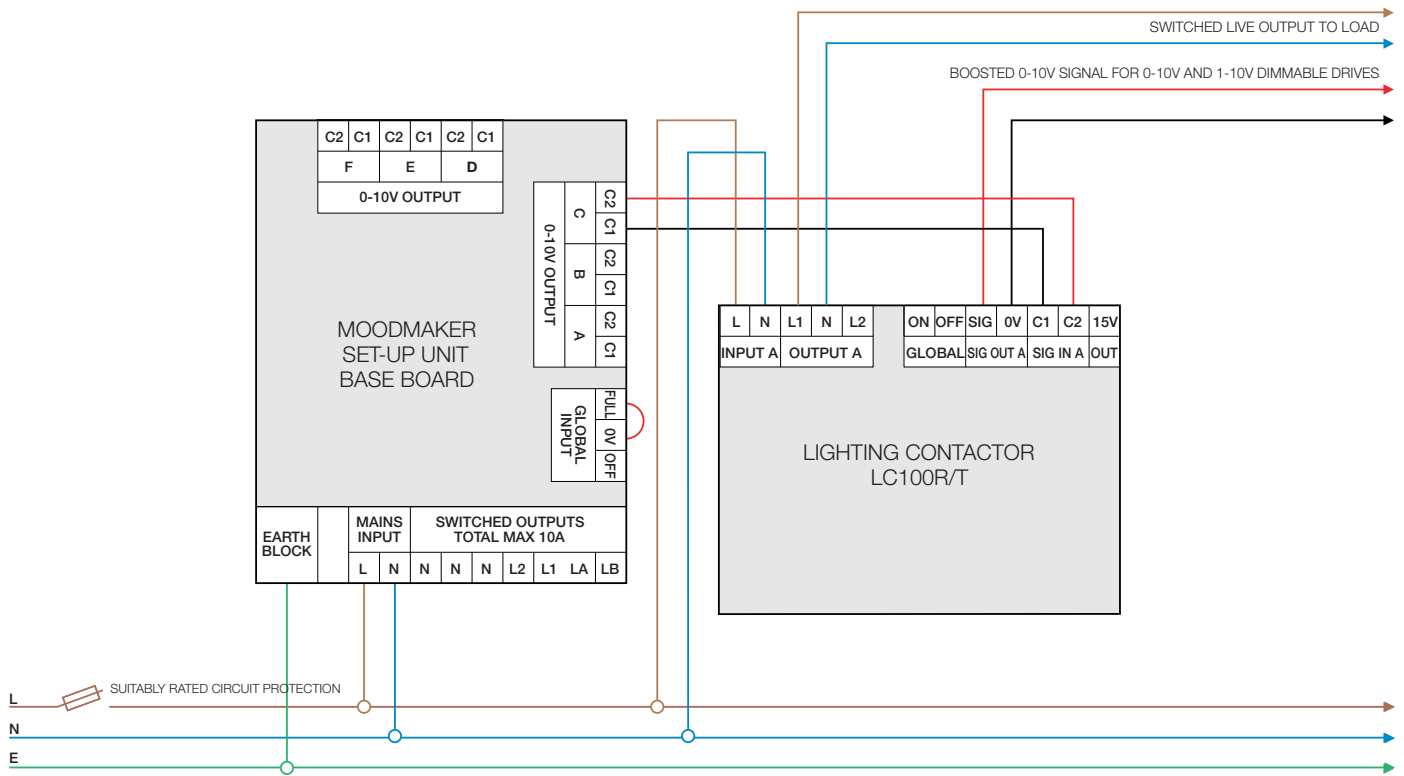 SWITCHED LIVE OUTPUT TO LOAD
BOOSTED 0-10V SIGNAL FOR 0-10V AND 1-10V DIMMABLE DRIVES
C2 C1 C2 C1 C2 C1
F E D
0-10V OUTPUT
0-10V OUTPUT
C B A
C2 C1 C2 C1 C2 C1
MOODMAKER
SET-UP UNIT
BASE BOARD
GLOBAL
INPUT
FULL 0V OFF
EARTH
BLOCK
MAINS
INPUT
SWITCHED OUTPUTS
TOTAL MAX 10A
L N N N N L2 L1 LA LB
L N L1 N L2 ON OFF SIG 0V C1 C2 15V
INPUT A OUTPUT A GLOBAL SIG OUT A SIG IN A OUT
LIGHTING CONTACTOR
LC100R/T
SUITABLY RATED CIRCUIT PROTECTION
L
N
E